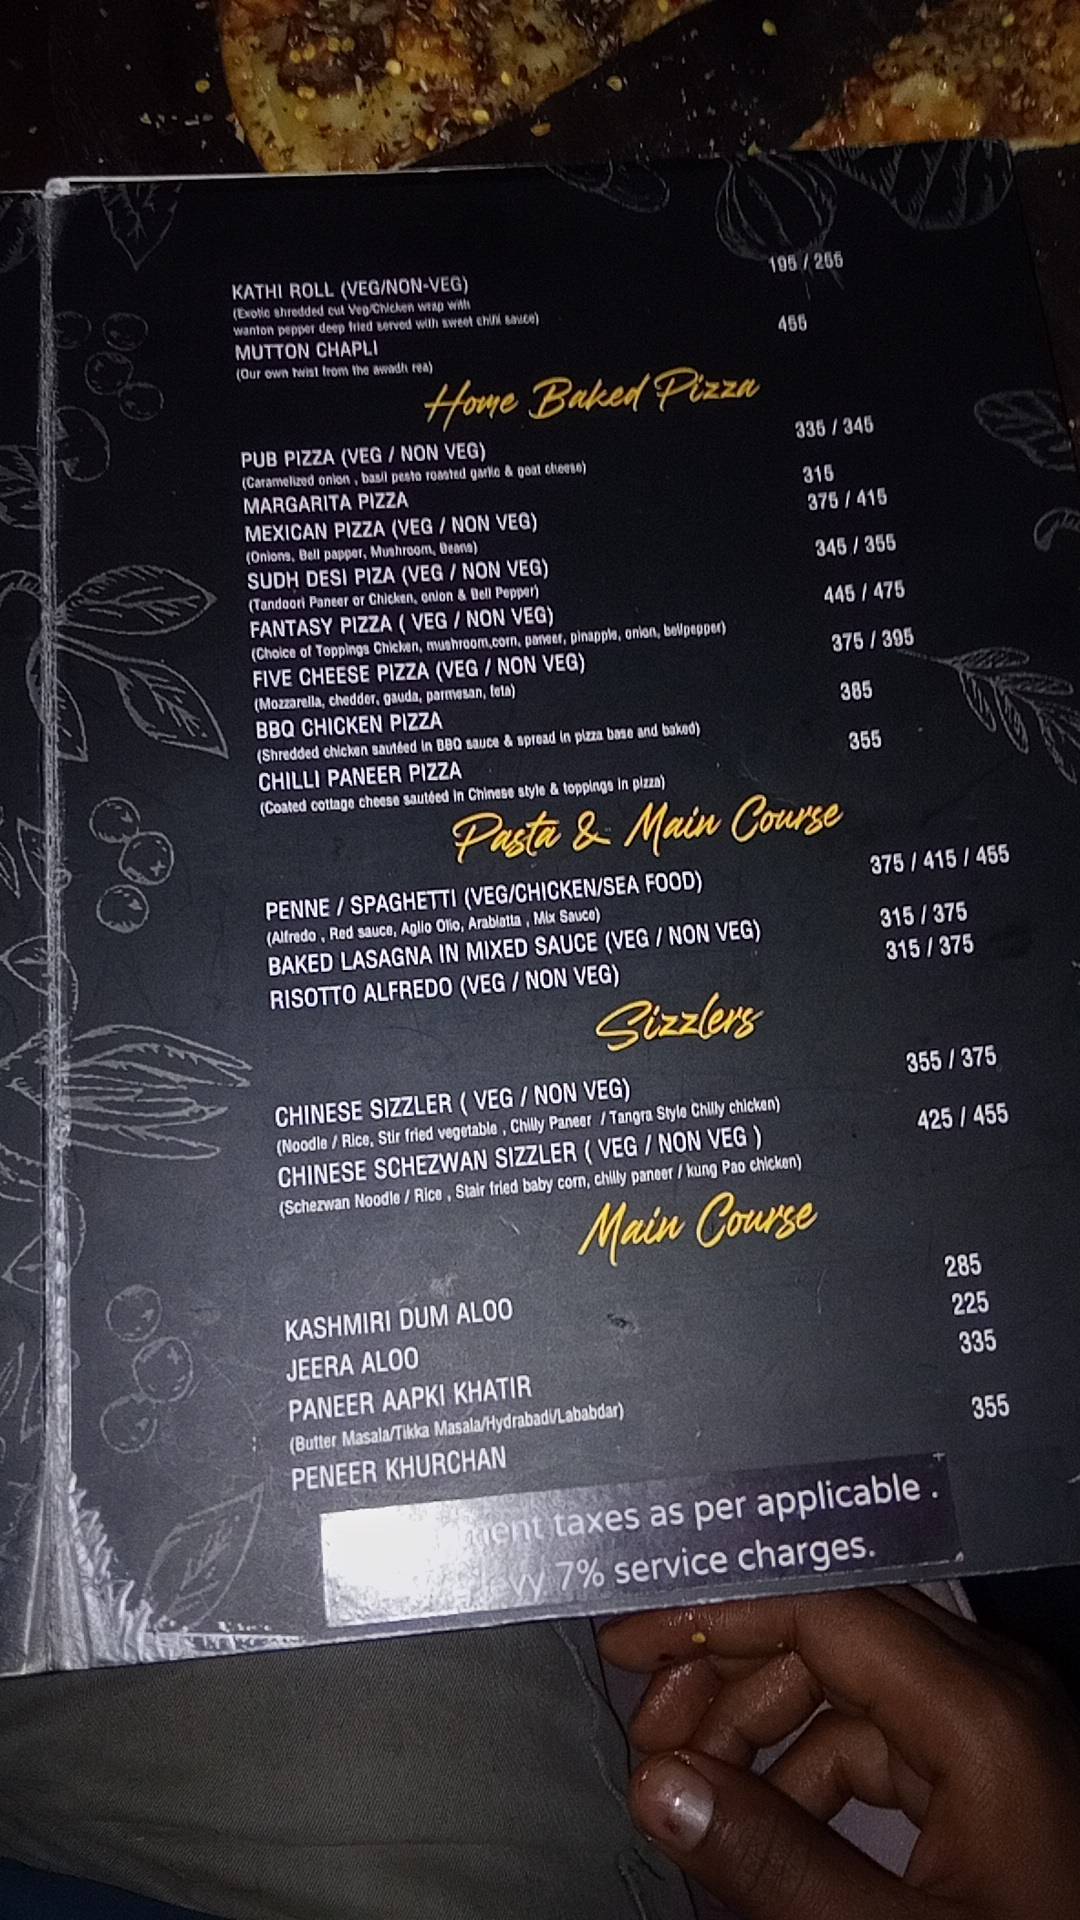 KATHI ROLL (VEG/NON-VEG) 195 / 255
(Exotic shredded cut Veg/Chicken wrap with
wanton pepper deep fried served with sweet chilli sauce)
MUTTON CHAPLI 455
(Our own twist from the awadh rea)
Home Baked Pizza
PUB PIZZA (VEG / NON VEG) 335 / 345
(Caramelized onion , basil pesto roasted garlic & goat cheese)
MARGARITA PIZZA 315
MEXICAN PIZZA (VEG / NON VEG) 375 / 415
(Onions, Bell papper, Mushroom, Beans)
SUDH DESI PIZA (VEG / NON VEG) 345 / 355
(Tandoori Paneer or Chicken, onion & Bell Pepper)
FANTASY PIZZA ( VEG / NON VEG) 445 / 475
(Choice of Toppings Chicken, mushroom,corn, paneer, pinapple, onion, bellpepper)
FIVE CHEESE PIZZA (VEG / NON VEG) 375 / 395
(Mozzarella, chedder, gauda, parmesan, feta)
BBQ CHICKEN PIZZA 385
(Shredded chicken sautéed in BBQ sauce & spread in pizza base and baked)
CHILLI PANEER PIZZA 355
(Coated cottage cheese sautéed in Chinese style & toppings in pizza)
Pasta & Main Course
PENNE / SPAGHETTI (VEG/CHICKEN/SEA FOOD) 375 / 415 / 455
(Alfredo , Red sauce, Aglio Olio, Arabiatta , Mix Sauce)
BAKED LASAGNA IN MIXED SAUCE (VEG / NON VEG) 315 / 375
RISOTTO ALFREDO (VEG / NON VEG) 315 / 375
Sizzlers
CHINESE SIZZLER ( VEG / NON VEG) 355 / 375
(Noodle / Rice, Stir fried vegetable , Chilly Paneer / Tangra Style Chilly chicken)
CHINESE SCHEZWAN SIZZLER ( VEG / NON VEG ) 425 / 455
(Schezwan Noodle / Rice , Stair fried baby corn, chilly paneer / kung Pao chicken)
Main Course
KASHMIRI DUM ALOO 285
JEERA ALOO 225
PANEER AAPKI KHATIR 335
(Butter Masala/Tikka Masala/Hydrabadi/Lababdar)
PENEER KHURCHAN 355
taxes as per applicable .
7% service charges.